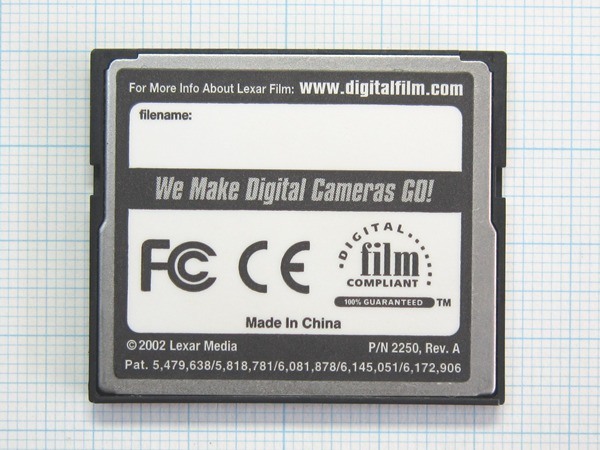 For More Info About Lexar Film: www.digitalfilm.com
filename:
We Make Digital Cameras GO!
FC CE
DIGITAL
film
COMPLIANT
100% GUARANTEED TM
Made In China
© 2002 Lexar Media P/N 2250, Rev. A
Pat. 5,479,638/5,818,781/6,081,878/6,145,051/6,172,906